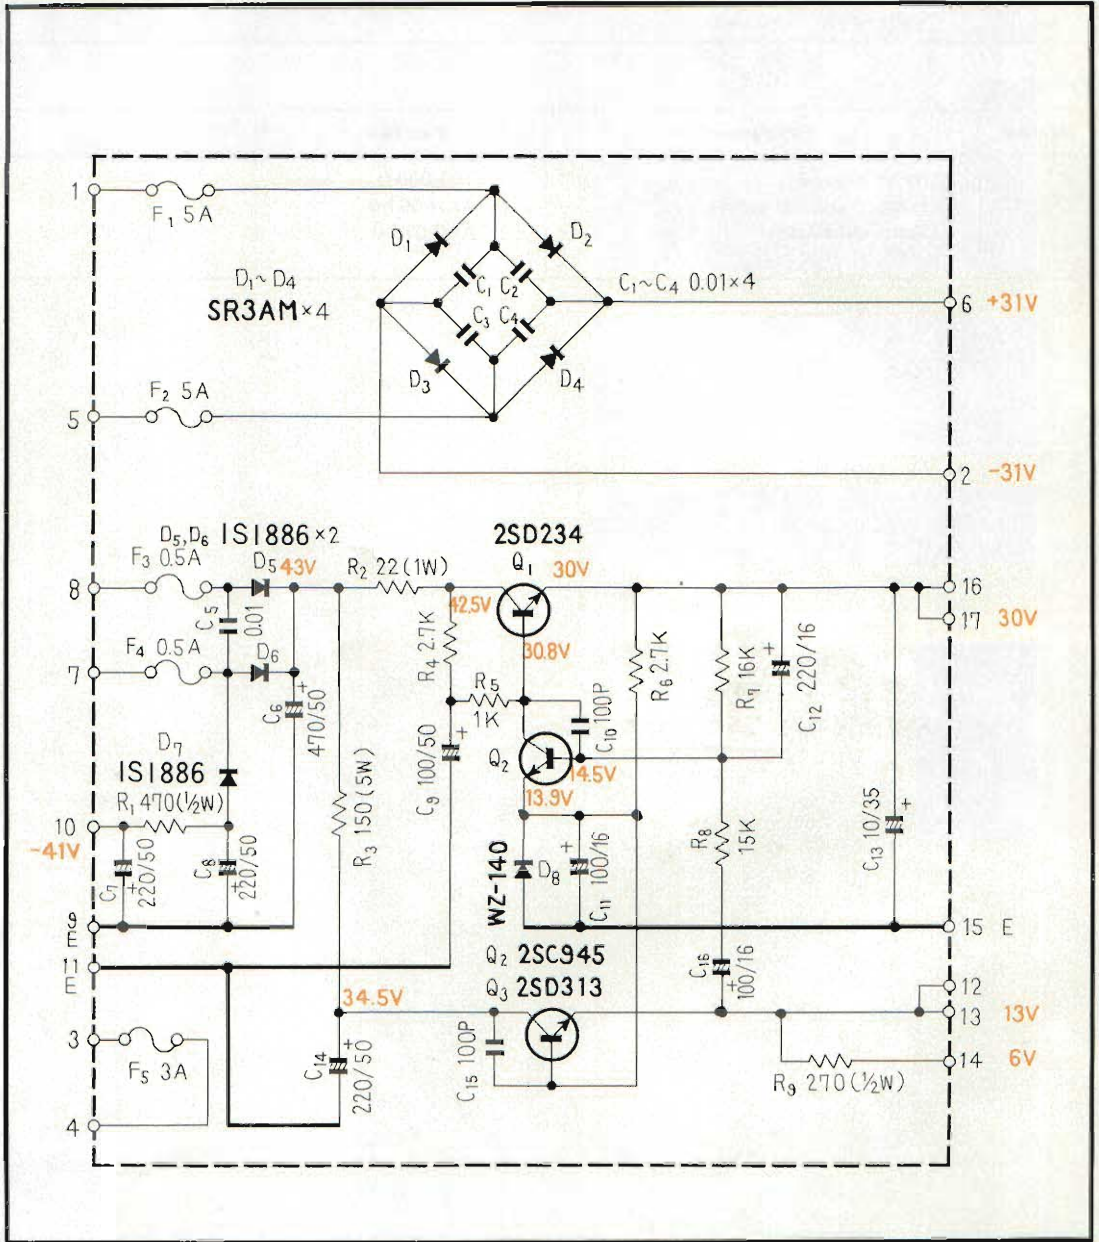 1
F₁ 5A
D₁
D₂
D₁~D₄
SR3AM×4
C₁ C₂
C₃ C₄
C₁~C₄ 0.01×4
6 +31V
D₃
D₄
F₂ 5A
5
2 -31V
D₅,D₆ 1S1886×2
F₃ 0.5A
D₅ 43V
R₂ 22(1W)
2SD234
Q₁
30V
8
16
42.5V
17 30V
C₅
0.01
30.8V
F₄ 0.5A
D₆
7
R₄ 2.7K
R₅
1K
R₆ 2.7K
R₇ 16K
C₁₂ 220/16
C₆
470/50
C₁₀ 100P
D₇
1S1886
C₉ 100/50
Q₂
14.5V
13.9V
R₁ 470(½W)
10
-41V
R₃ 150(5W)
C₇
220/50
C₈
220/50
WZ-140
D₈
C₁₁ 100/16
R₈
15K
C₁₃ 10/35
9
E
15 E
11
E
Q₂ 2SC945
Q₃ 2SD313
C₁₆
100/16
34.5V
12
13 13V
3
F₅ 3A
C₁₄
220/50
C₁₅ 100P
14 6V
R₉ 270(½W)
4